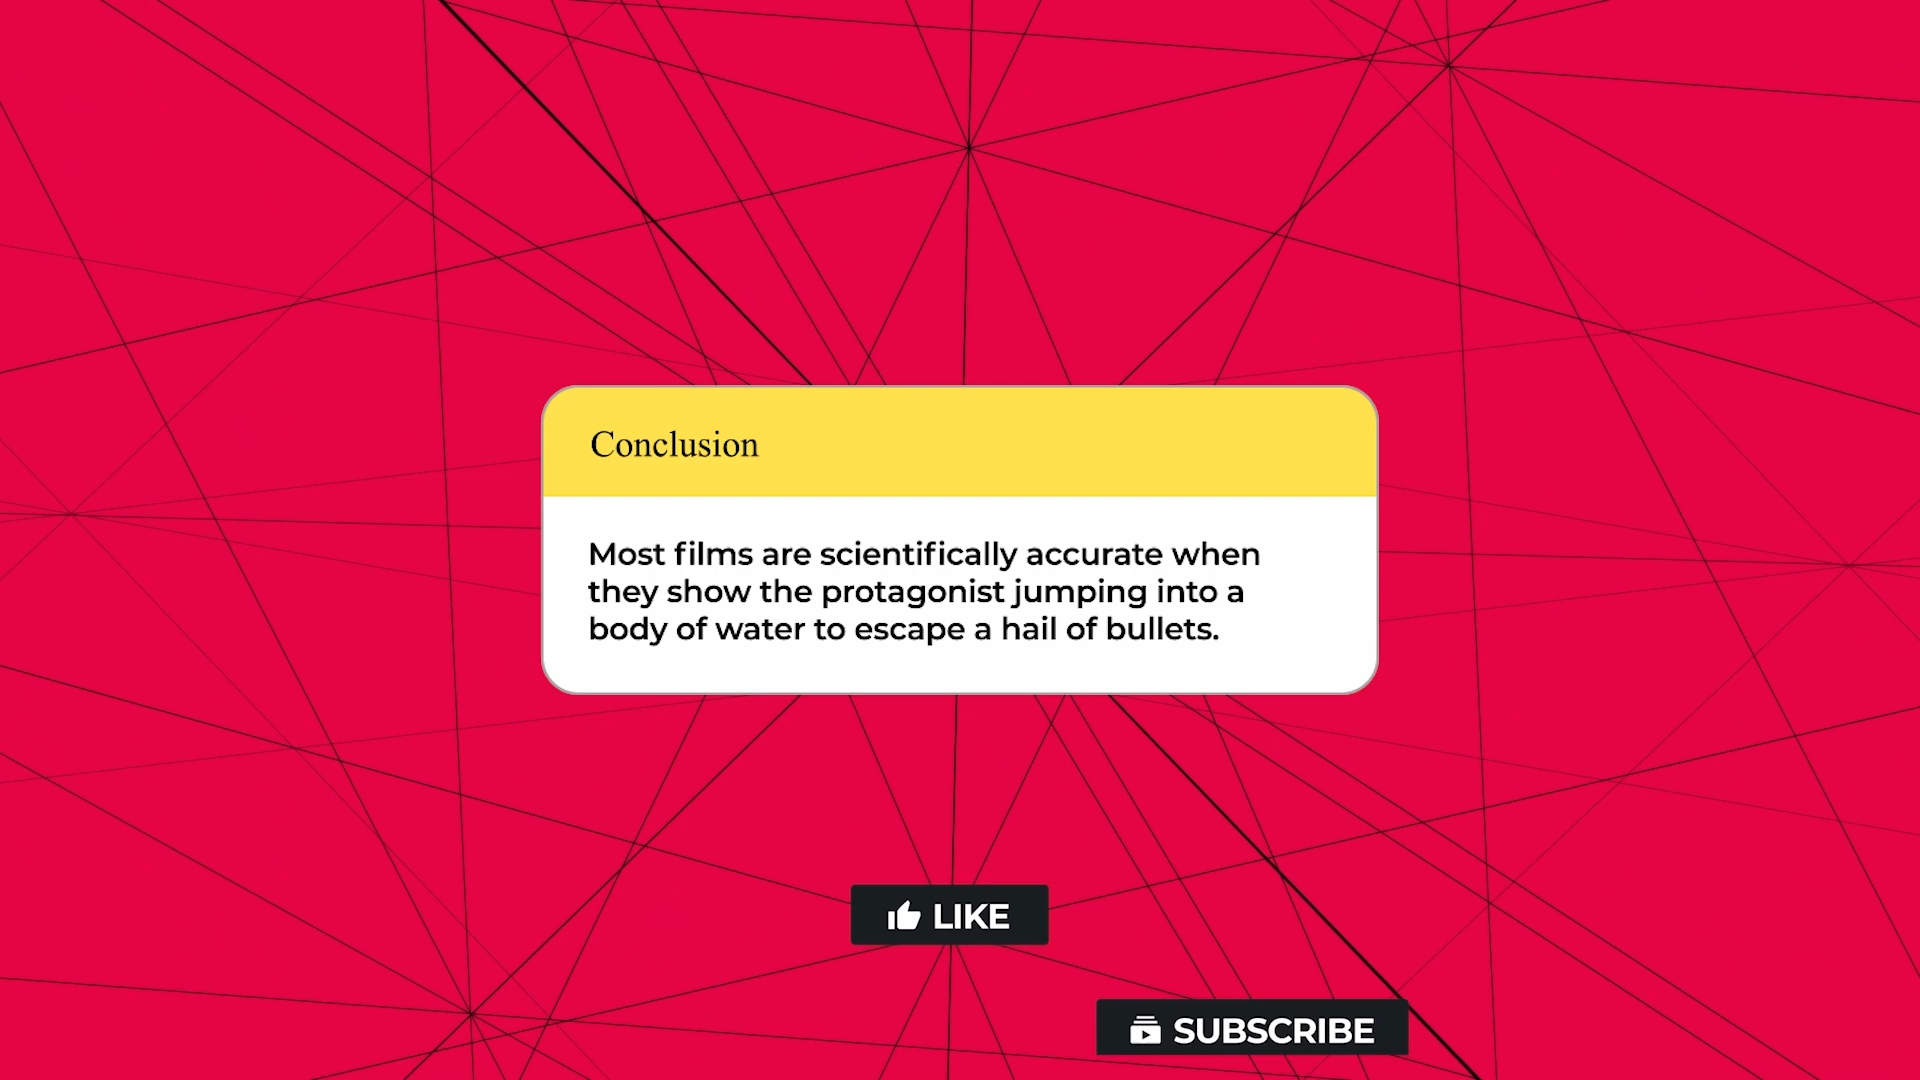 Conclusion
Most films are scientifically accurate when
they show the protagonist jumping into a
body of water to escape a hail of bullets.
LIKE
SUBSCRIBE